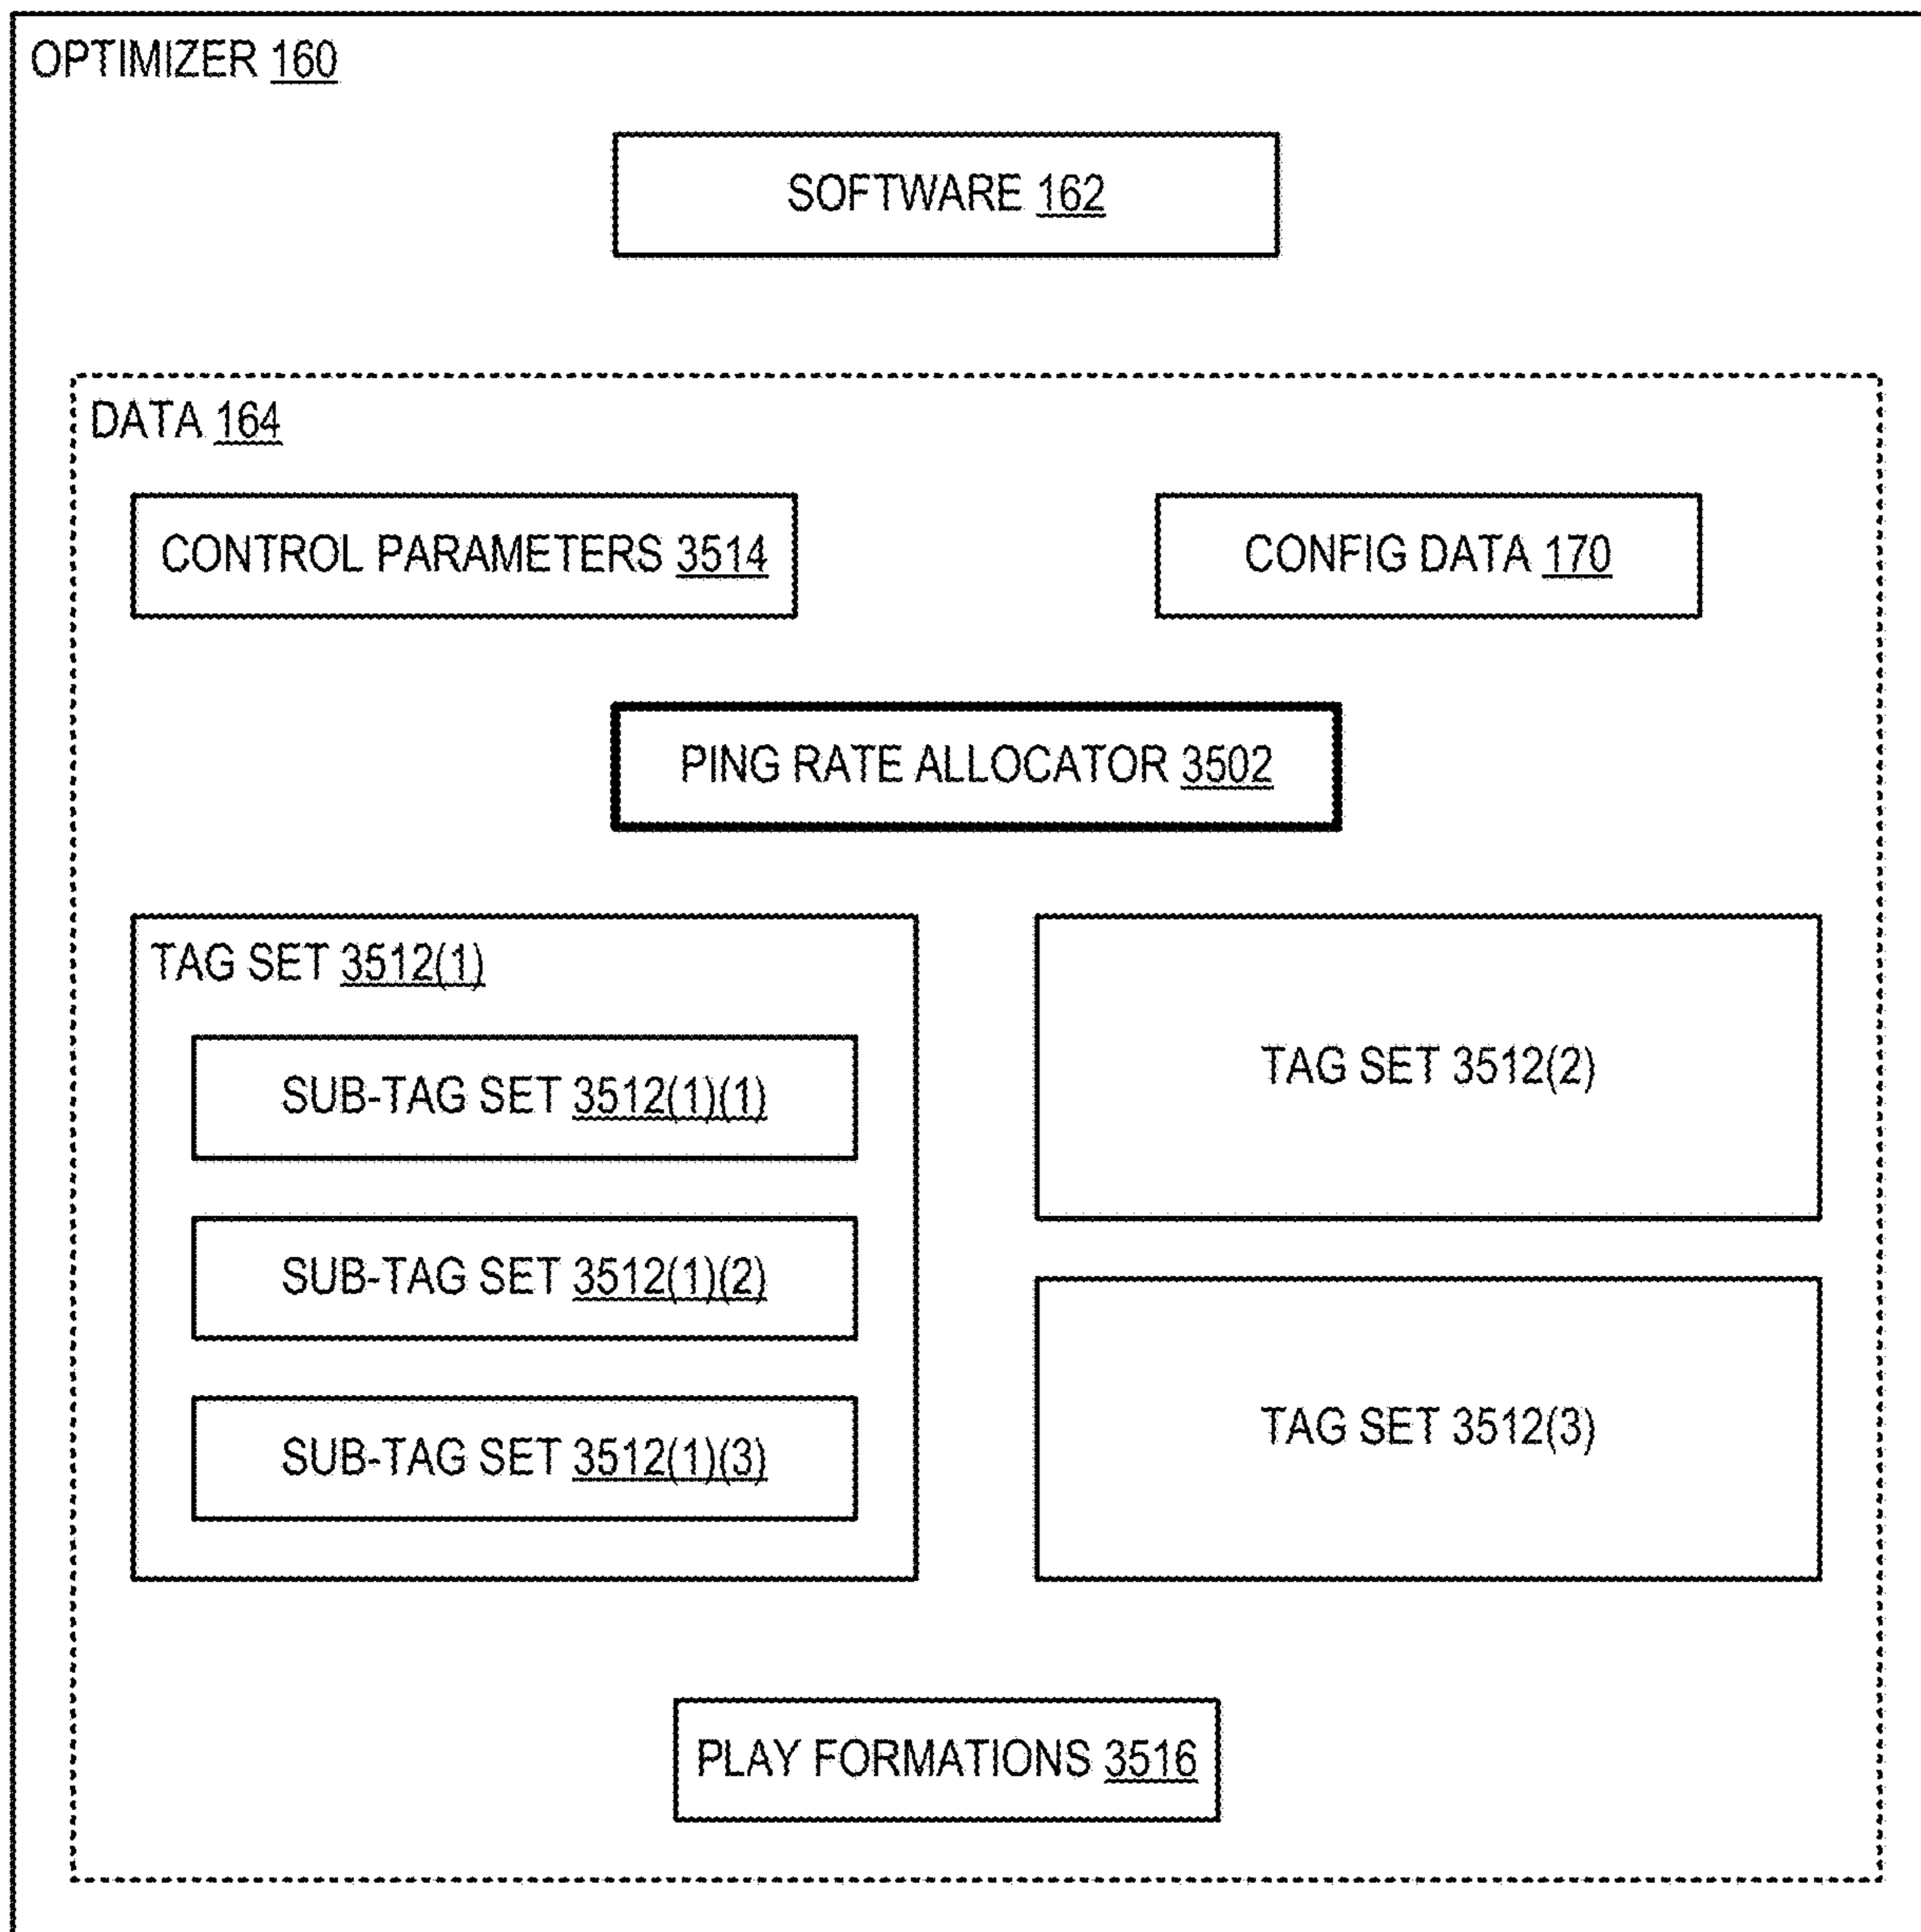 OPTIMIZER 160
SOFTWARE 162
DATA 164
CONTROL PARAMETERS 3514
CONFIG DATA 170
PING RATE ALLOCATOR 3502
TAG SET 3512(1)
SUB-TAG SET 3512(1)(1)
SUB-TAG SET 3512(1)(2)
SUB-TAG SET 3512(1)(3)
TAG SET 3512(2)
TAG SET 3512(3)
PLAY FORMATIONS 3516